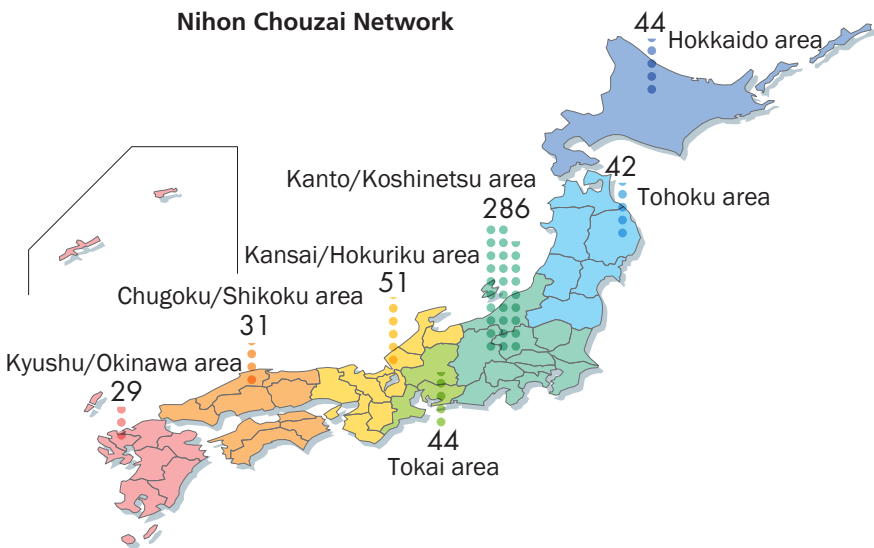 Nihon Chouzai Network
44
Hokkaido area
42
Tohoku area
Kanto/Koshinetsu area
286
Kansai/Hokuriku area
51
Chugoku/Shikoku area
31
Kyushu/Okinawa area
29
44
Tokai area